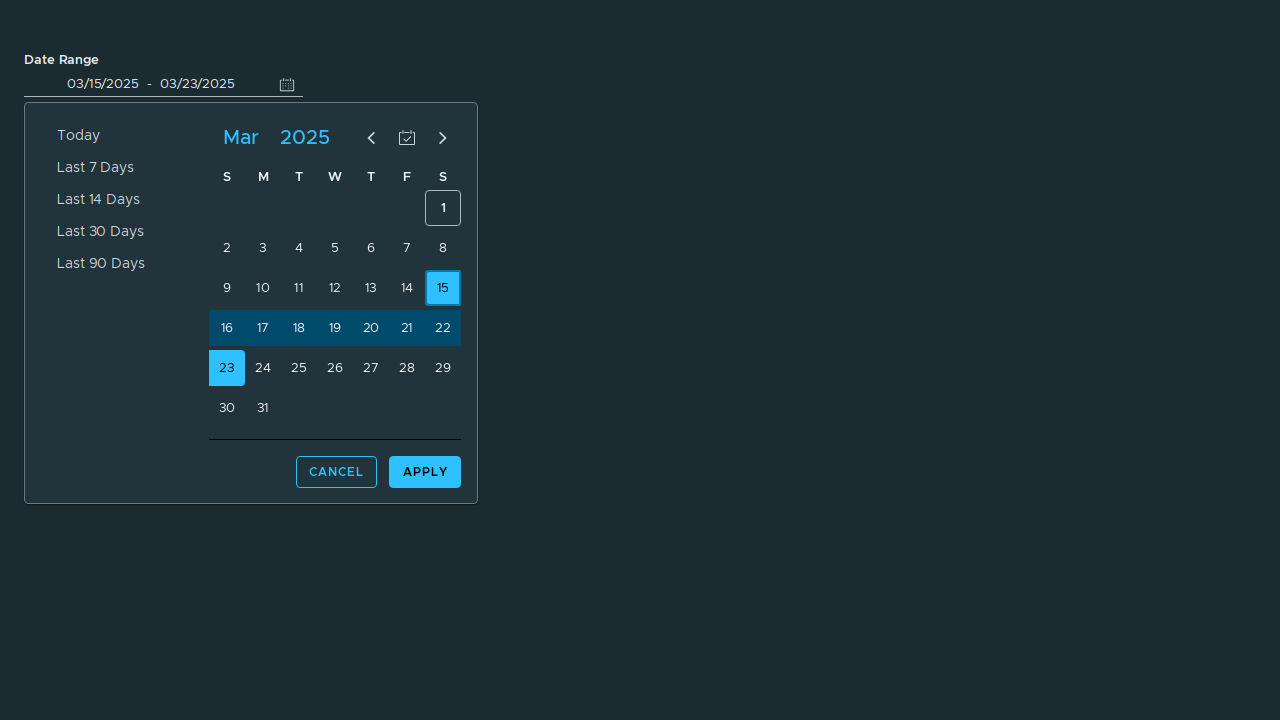 Date Range
03/15/2025 - 03/23/2025
Today
Last 7 Days
Last 14 Days
Last 30 Days
Last 90 Days
Mar 2025
S M T W T F S
1
2 3 4 5 6 7 8
9 10 11 12 13 14 15
16 17 18 19 20 21 22
23 24 25 26 27 28 29
30 31
CANCEL APPLY